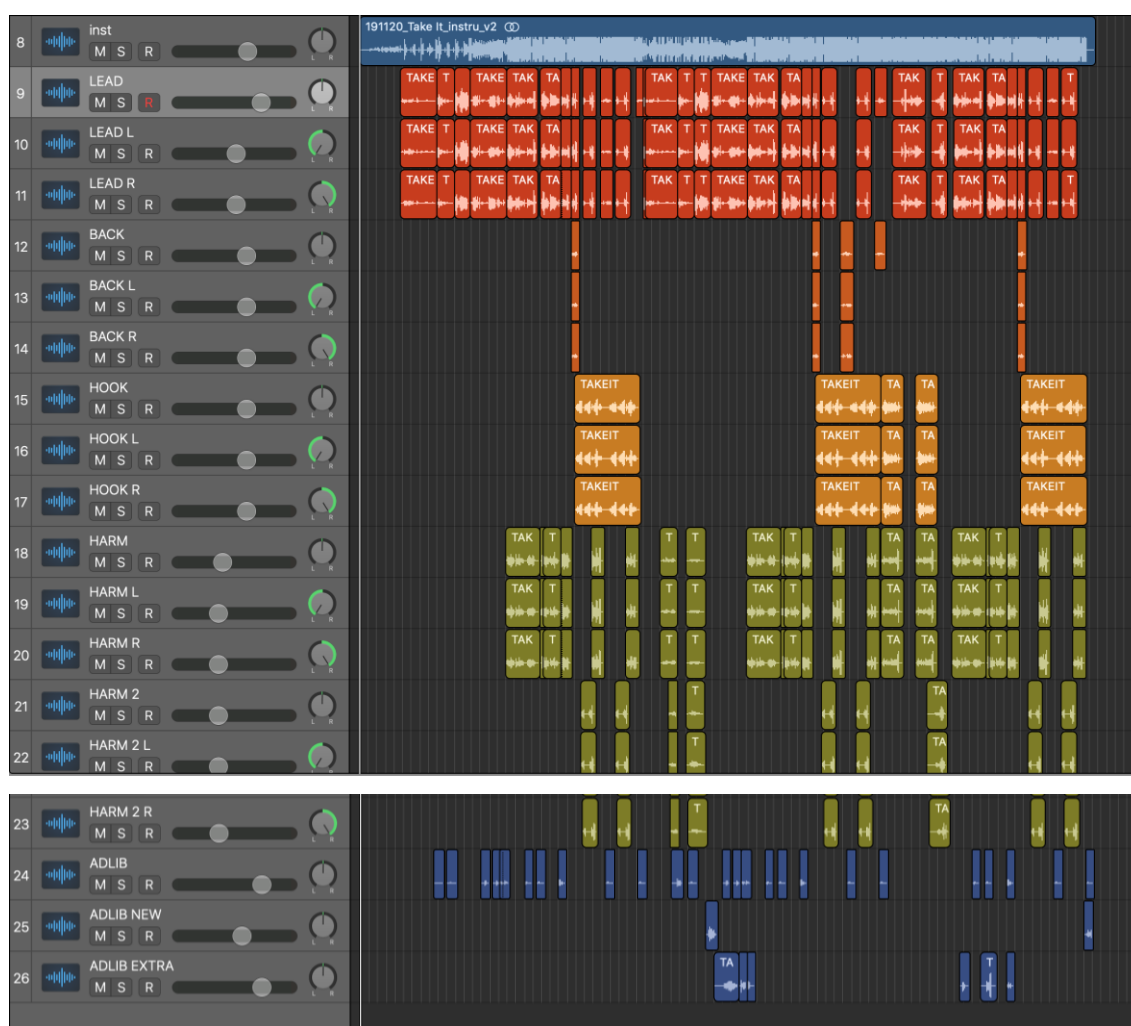 191120_Take It_instru_v2
8 inst
M S R
L R
TAKE T TAKE TAK TA TAK T T TAKE TAK TA TAK T TAK TA T
9 LEAD
M S R
L R
TAKE T TAKE TAK TA TAK T T TAKE TAK TA TAK T TAK TA T
10 LEAD L
M S R
L R
TAKE T TAKE TAK TA TAK T T TAKE TAK TA TAK T TAK TA T
11 LEAD R
M S R
L R
12 BACK
M S R
L R
13 BACK L
M S R
L R
14 BACK R
M S R
L R
TAKEIT TAKEIT TA TA TAKEIT
15 HOOK
M S R
L R
TAKEIT TAKEIT TA TA TAKEIT
16 HOOK L
M S R
L R
TAKEIT TAKEIT TA TA TAKEIT
17 HOOK R
M S R
L R
TAK T T T TAK T TA TA TAK T
18 HARM
M S R
L R
TAK T T T TAK T TA TA TAK T
19 HARM L
M S R
L R
TAK T T T TAK T TA TA TAK T
20 HARM R
M S R
L R
T TA
21 HARM 2
M S R
L R
T TA
22 HARM 2 L
M S R
L R
T TA
23 HARM 2 R
M S R
L R
24 ADLIB
M S R
L R
25 ADLIB NEW
M S R
L R
TA T
26 ADLIB EXTRA
M S R
L R